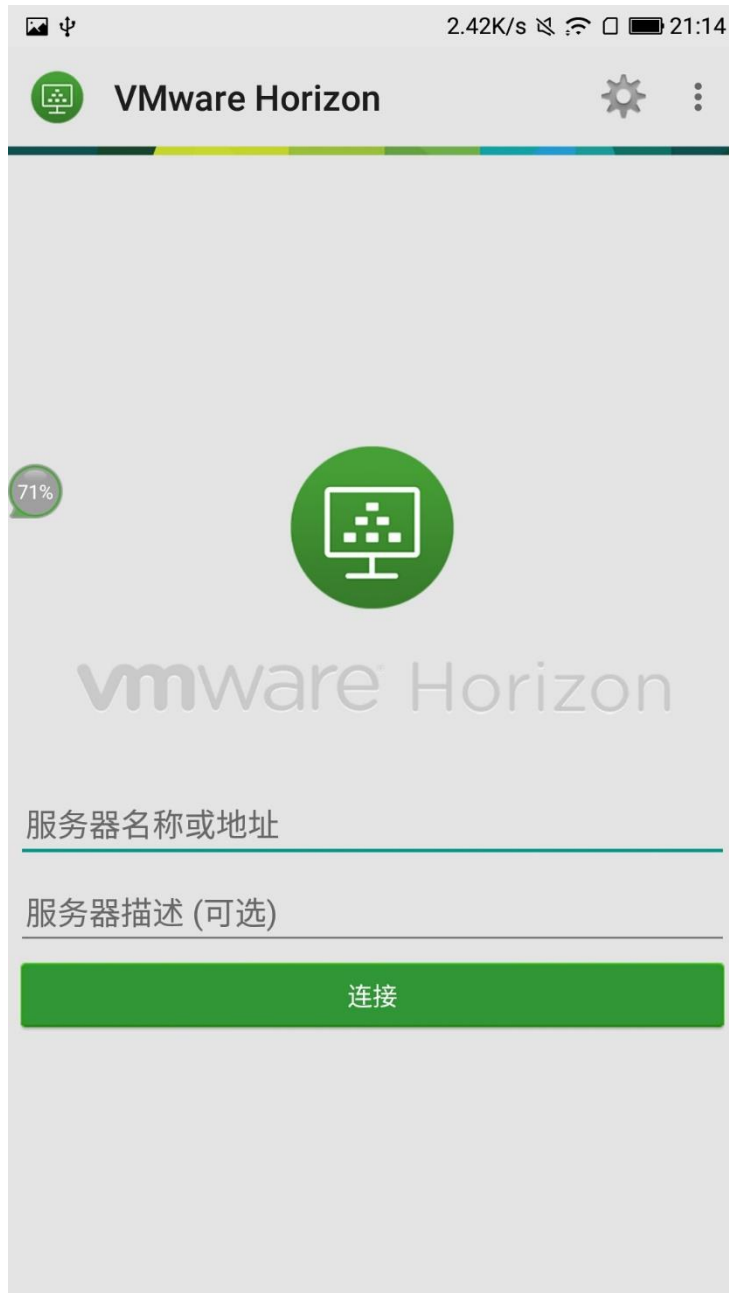 2.42K/s 21:14
VMware Horizon
71%
vmware Horizon
服务器名称或地址
服务器描述 (可选)
连接